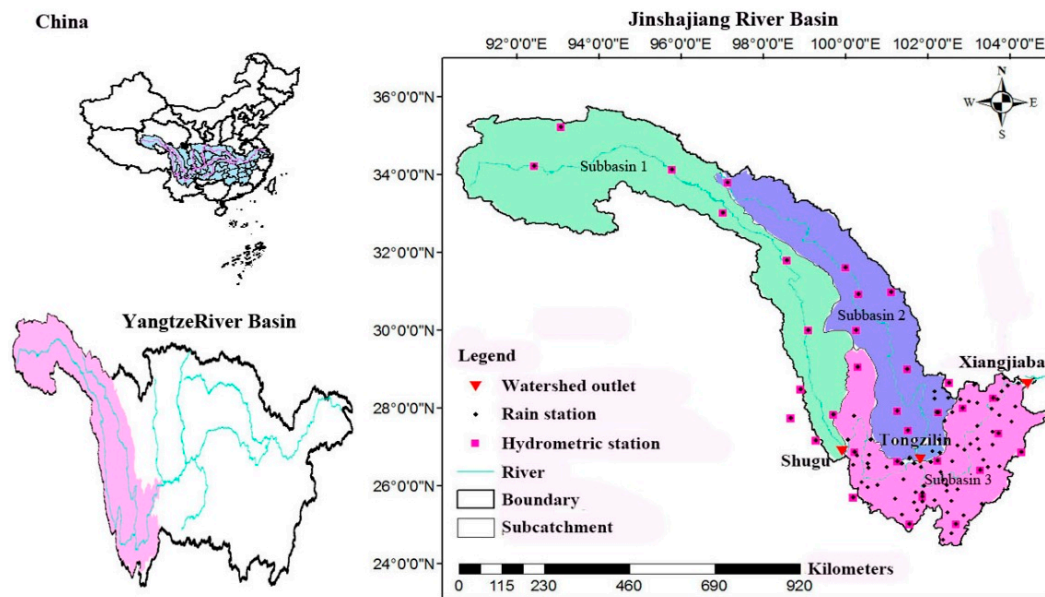 China
Jinshajiang River Basin
92°0'0"E 94°0'0"E 96°0'0"E 98°0'0"E 100°0'0"E 102°0'0"E 104°0'0"E
36°0'0"N
34°0'0"N
32°0'0"N
30°0'0"N
28°0'0"N
26°0'0"N
24°0'0"N
N
W E
S
Subbasin 1
Subbasin 2
Xiangjiaba
Tongzilin
Shugu
Subbasin 3
YangtzeRiver Basin
Legend
Watershed outlet
Rain station
Hydrometric station
River
Boundary
Subcatchment
Kilometers
0 115 230 460 690 920